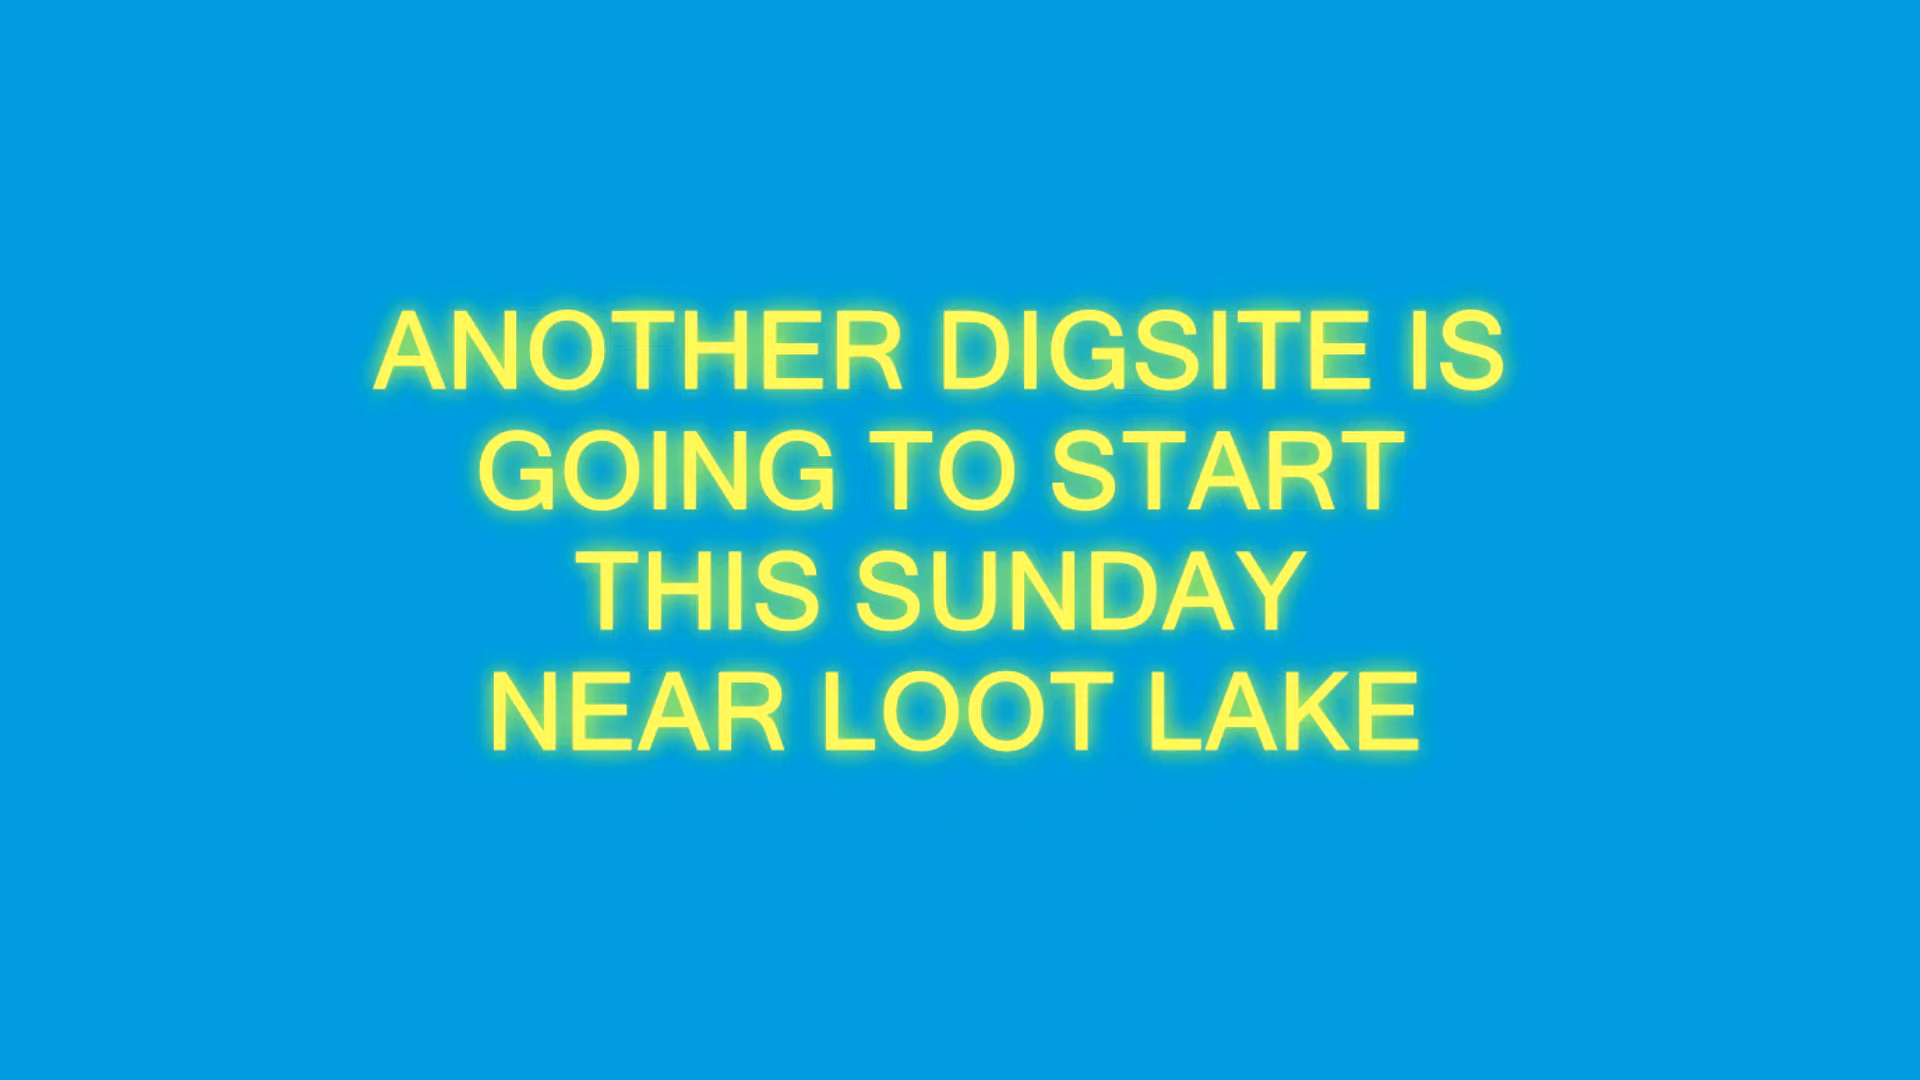 ANOTHER DIGSITE IS
GOING TO START
THIS SUNDAY
NEAR LOOT LAKE